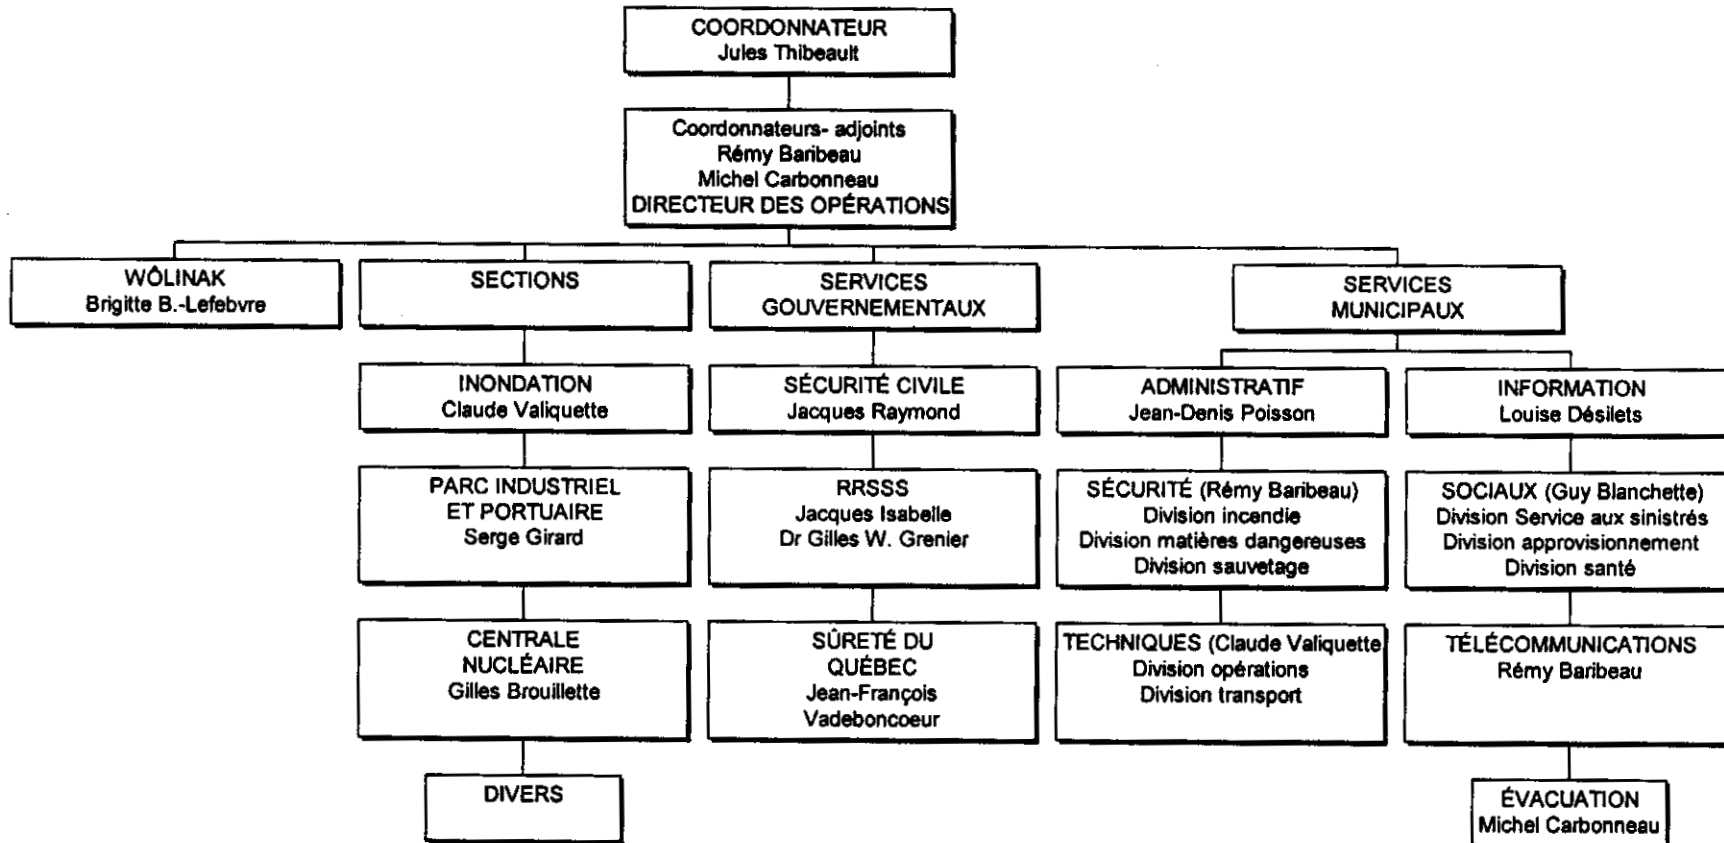 COORDONNATEUR
Jules Thibeault
Coordonnateurs- adjoints
Rémy Baribeau
Michel Carbonneau
DIRECTEUR DES OPÉRATIONS
WÔLINAK
Brigitte B.-Lefebvre
SECTIONS
SERVICES
GOUVERNEMENTAUX
SERVICES
MUNICIPAUX
INONDATION
Claude Valiquette
SÉCURITÉ CIVILE
Jacques Raymond
ADMINISTRATIF
Jean-Denis Poisson
INFORMATION
Louise Désilets
PARC INDUSTRIEL
ET PORTUAIRE
Serge Girard
RRSSS
Jacques Isabelle
Dr Gilles W. Grenier
SÉCURITÉ (Rémy Baribeau)
Division incendie
Division matières dangereuses
Division sauvetage
SOCIAUX (Guy Blanchette)
Division Service aux sinistrés
Division approvisionnement
Division santé
CENTRALE
NUCLÉAIRE
Gilles Brouillette
SÛRETÉ DU
QUÉBEC
Jean-François
Vadeboncoeur
TECHNIQUES (Claude Valiquette
Division opérations
Division transport
TÉLÉCOMMUNICATIONS
Rémy Baribeau
DIVERS
ÉVACUATION
Michel Carbonneau